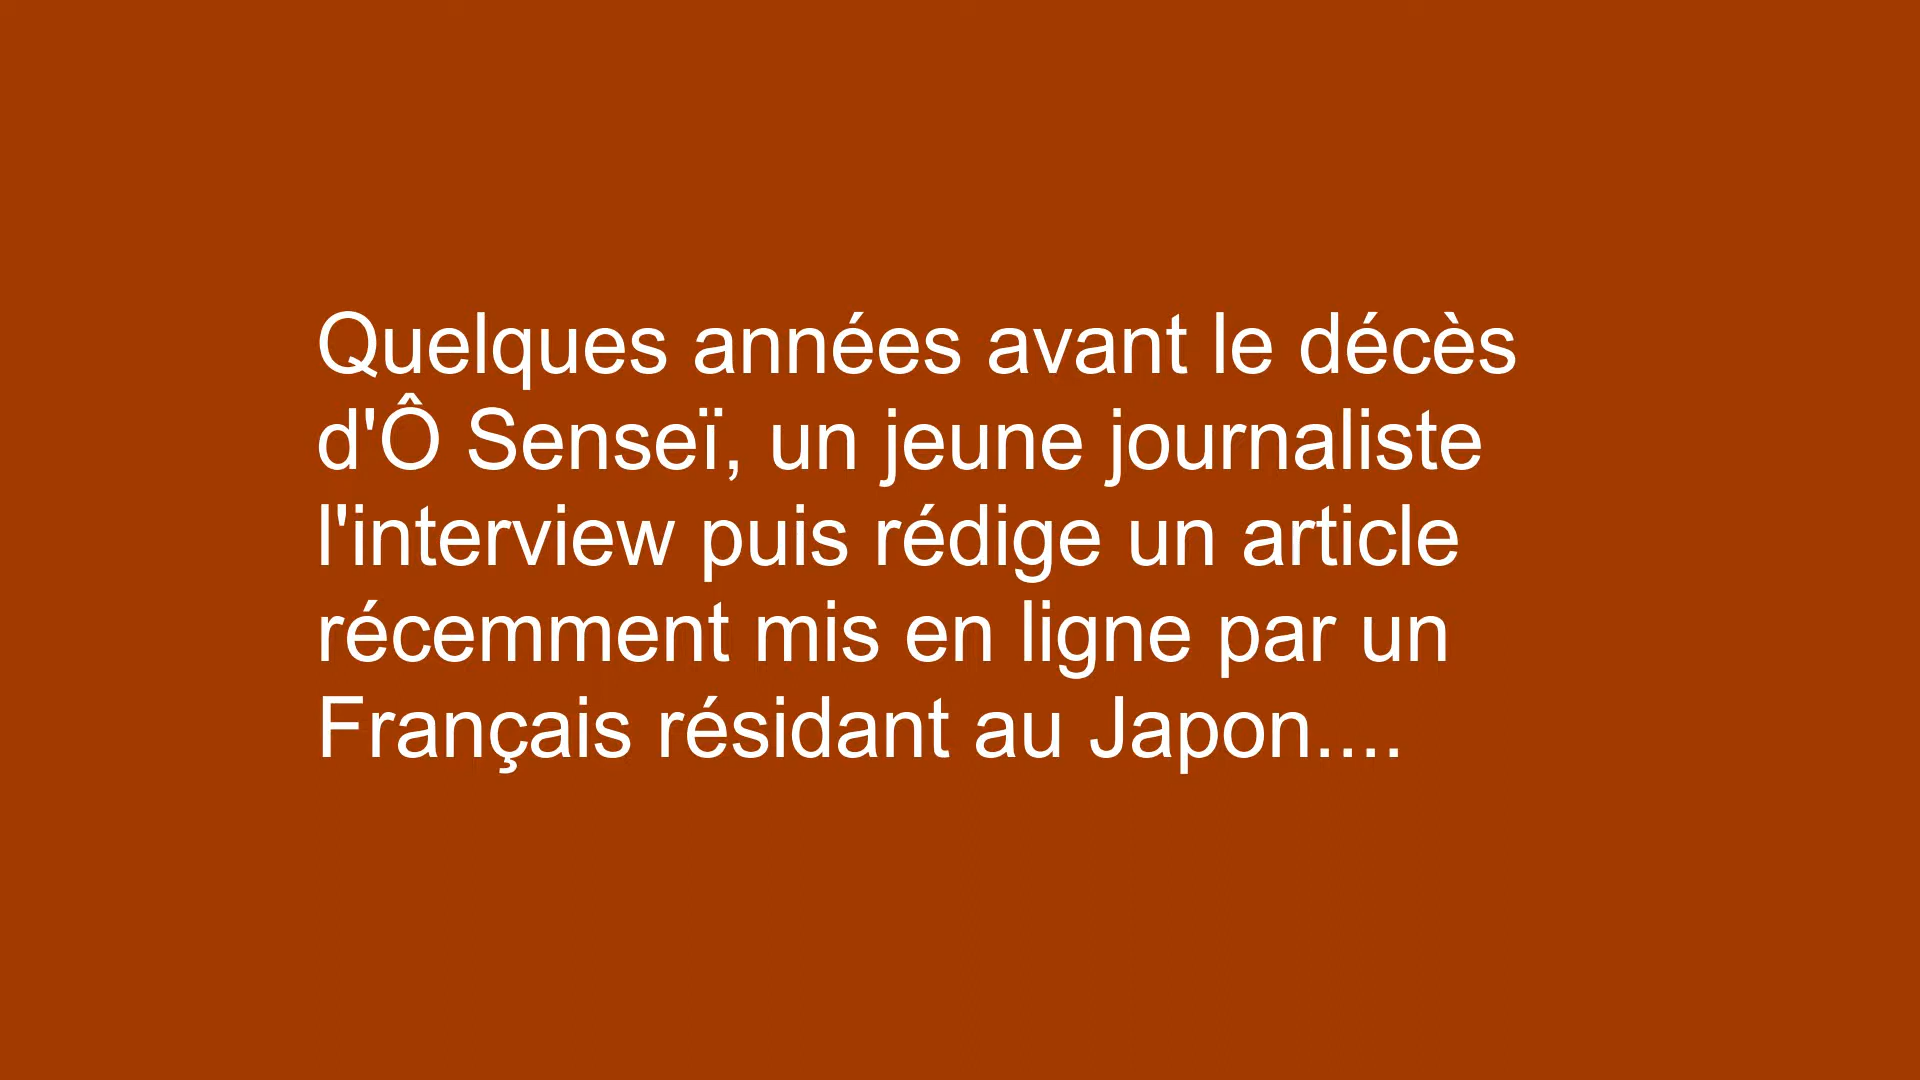 Quelques années avant le décès
d'Ô Senseï, un jeune journaliste
l'interview puis rédige un article
récemment mis en ligne par un
Français résidant au Japon....